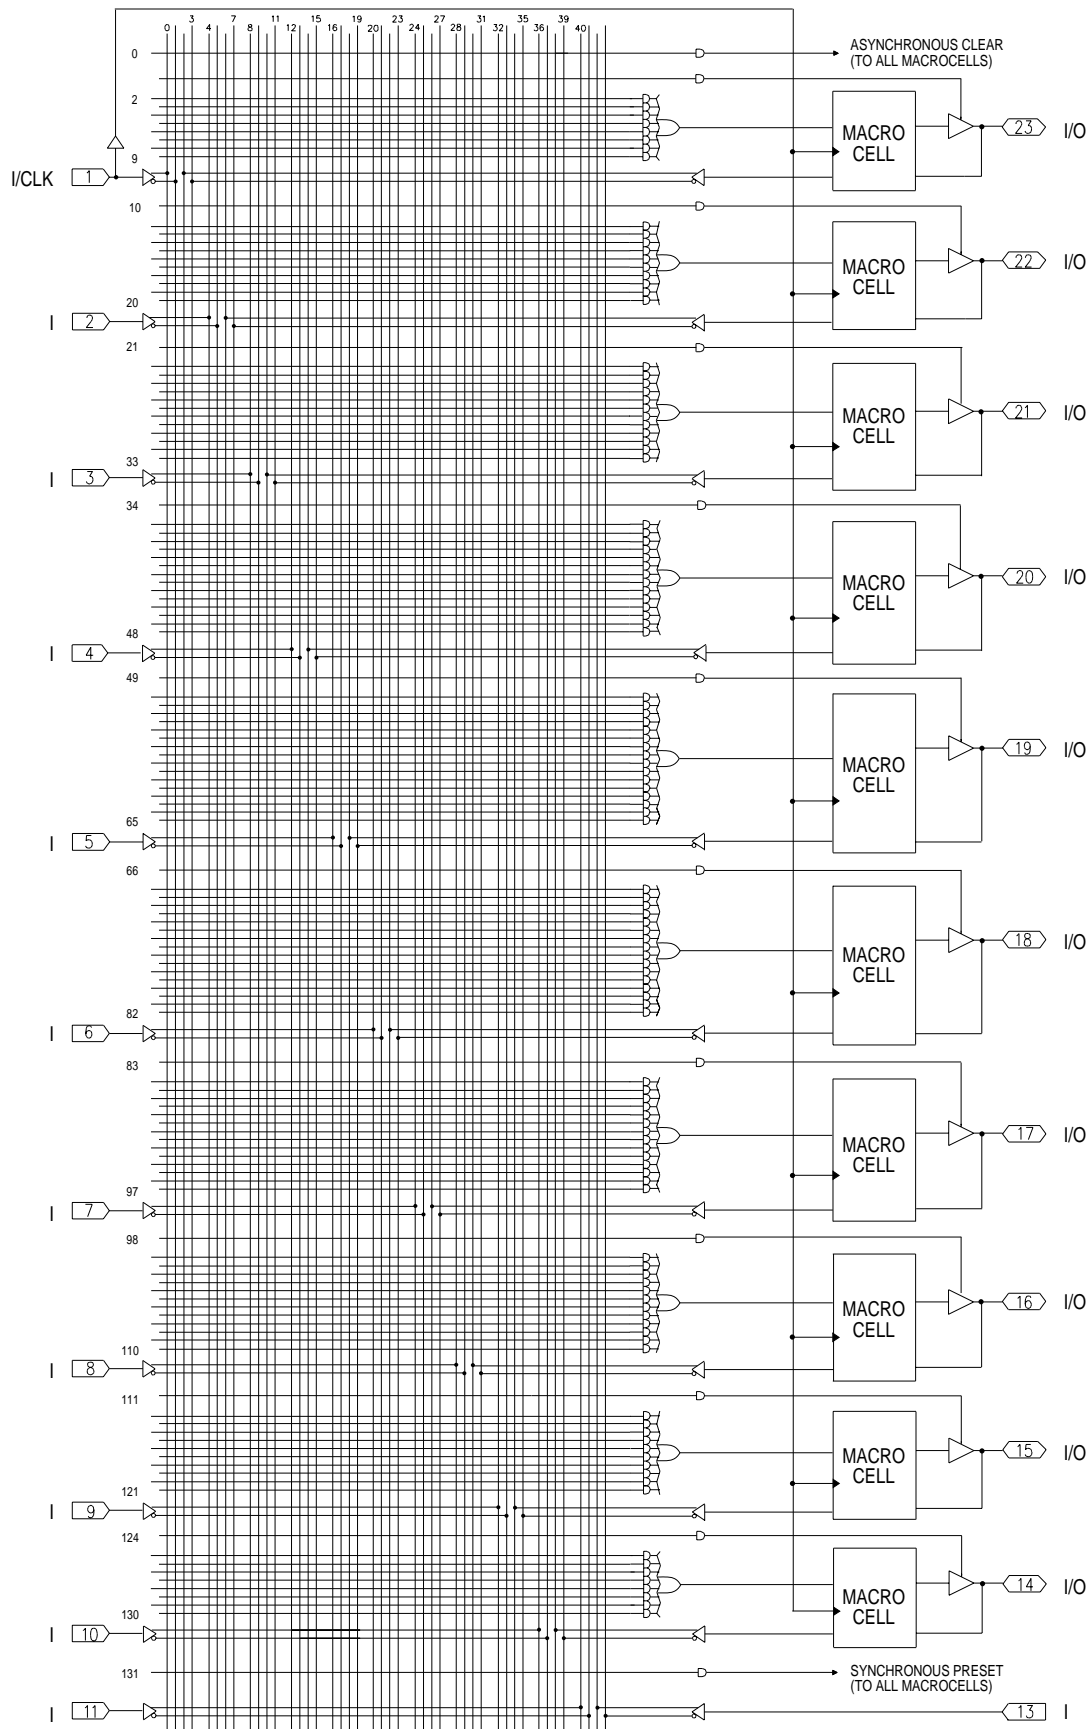 3 7 11 15 19 23 27 31 35 39
0 4 8 12 16 20 24 28 32 36 40
0 ASYNCHRONOUS CLEAR
(TO ALL MACROCELLS)
2
MACRO
CELL
23 I/O
9
I/CLK 1
10
MACRO
CELL
22 I/O
20
I 2
21
MACRO
CELL
21 I/O
33
I 3
34
MACRO
CELL
20 I/O
48
I 4
49
MACRO
CELL
19 I/O
65
I 5
66
MACRO
CELL
18 I/O
82
I 6
83
MACRO
CELL
17 I/O
97
I 7
98
MACRO
CELL
16 I/O
110
I 8
111
MACRO
CELL
15 I/O
121
I 9
124
MACRO
CELL
14 I/O
130
I 10
131 SYNCHRONOUS PRESET
(TO ALL MACROCELLS)
I 11 13 I